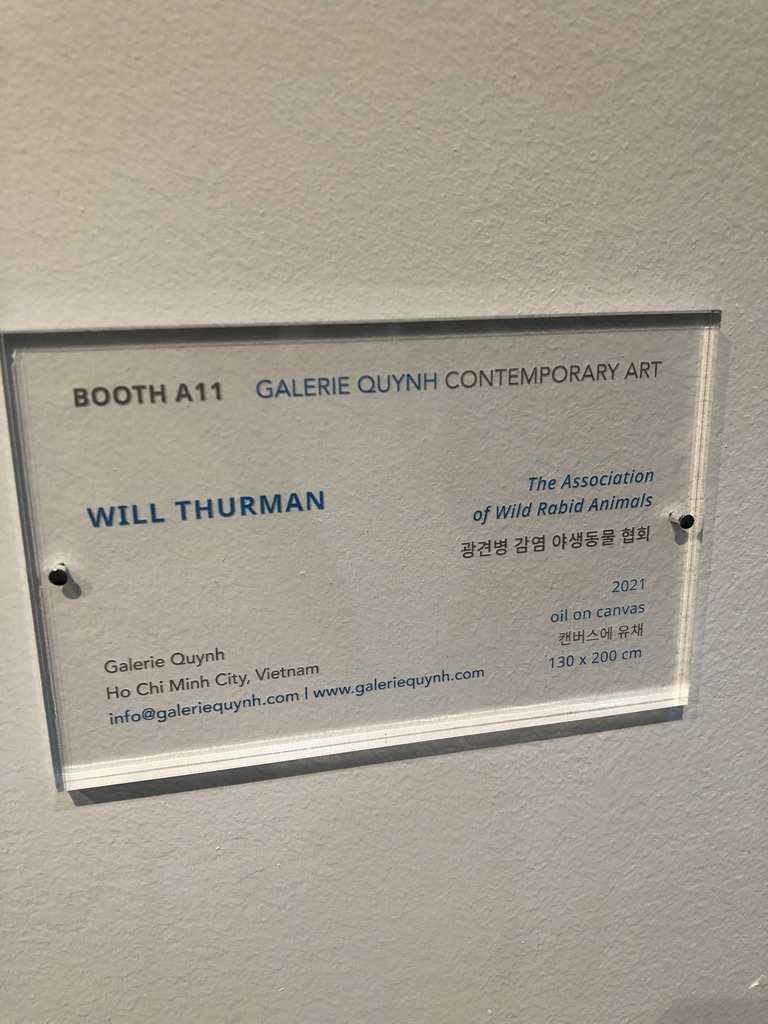 BOOTH A11 GALERIE QUYNH CONTEMPORARY ART
WILL THURMAN
The Association
of Wild Rabid Animals
광견병 감염 야생동물 협회
2021
oil on canvas
캔버스에 유채
130 x 200 cm
Galerie Quynh
Ho Chi Minh City, Vietnam
info@galeriequynh.com | www.galeriequynh.com